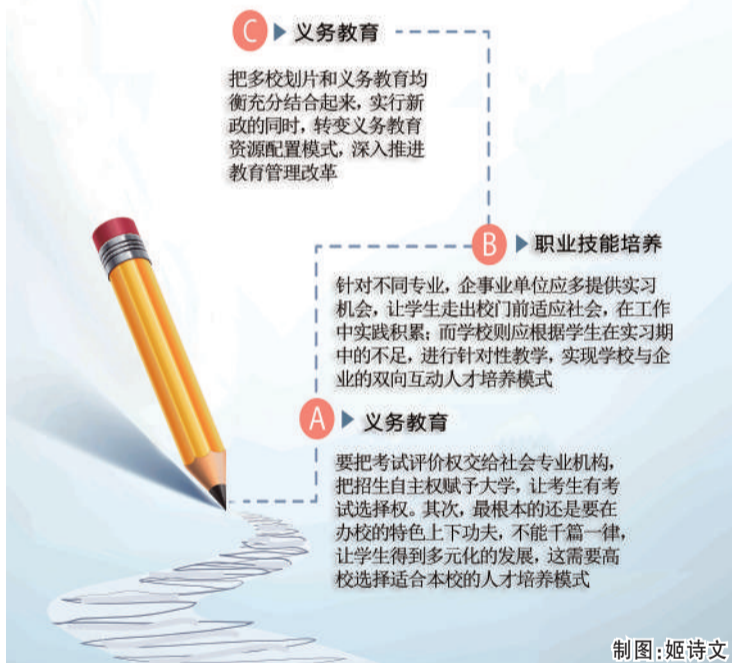 C 义务教育
把多校划片和义务教育均
衡充分结合起来，实行新
政的同时，转变义务教育
资源配置模式，深入推进
教育管理改革
B 职业技能培养
针对不同专业，企事业单位应多提供实习
机会，让学生走出校门前适应社会，在工作
中实践积累；而学校则应根据学生在实习期
中的不足，进行针对性教学，实现学校与企
业的双向互动人才培养模式
A 义务教育
要把考试评价权交给社会专业机构，
把招生自主权赋予大学，让考生有考
试选择权。其次，最根本的还是要在
办校的特色上下功夫，不能千篇一律，
让学生得到多元化的发展，这需要高
校选择适合本校的人才培养模式
制图：姬诗文